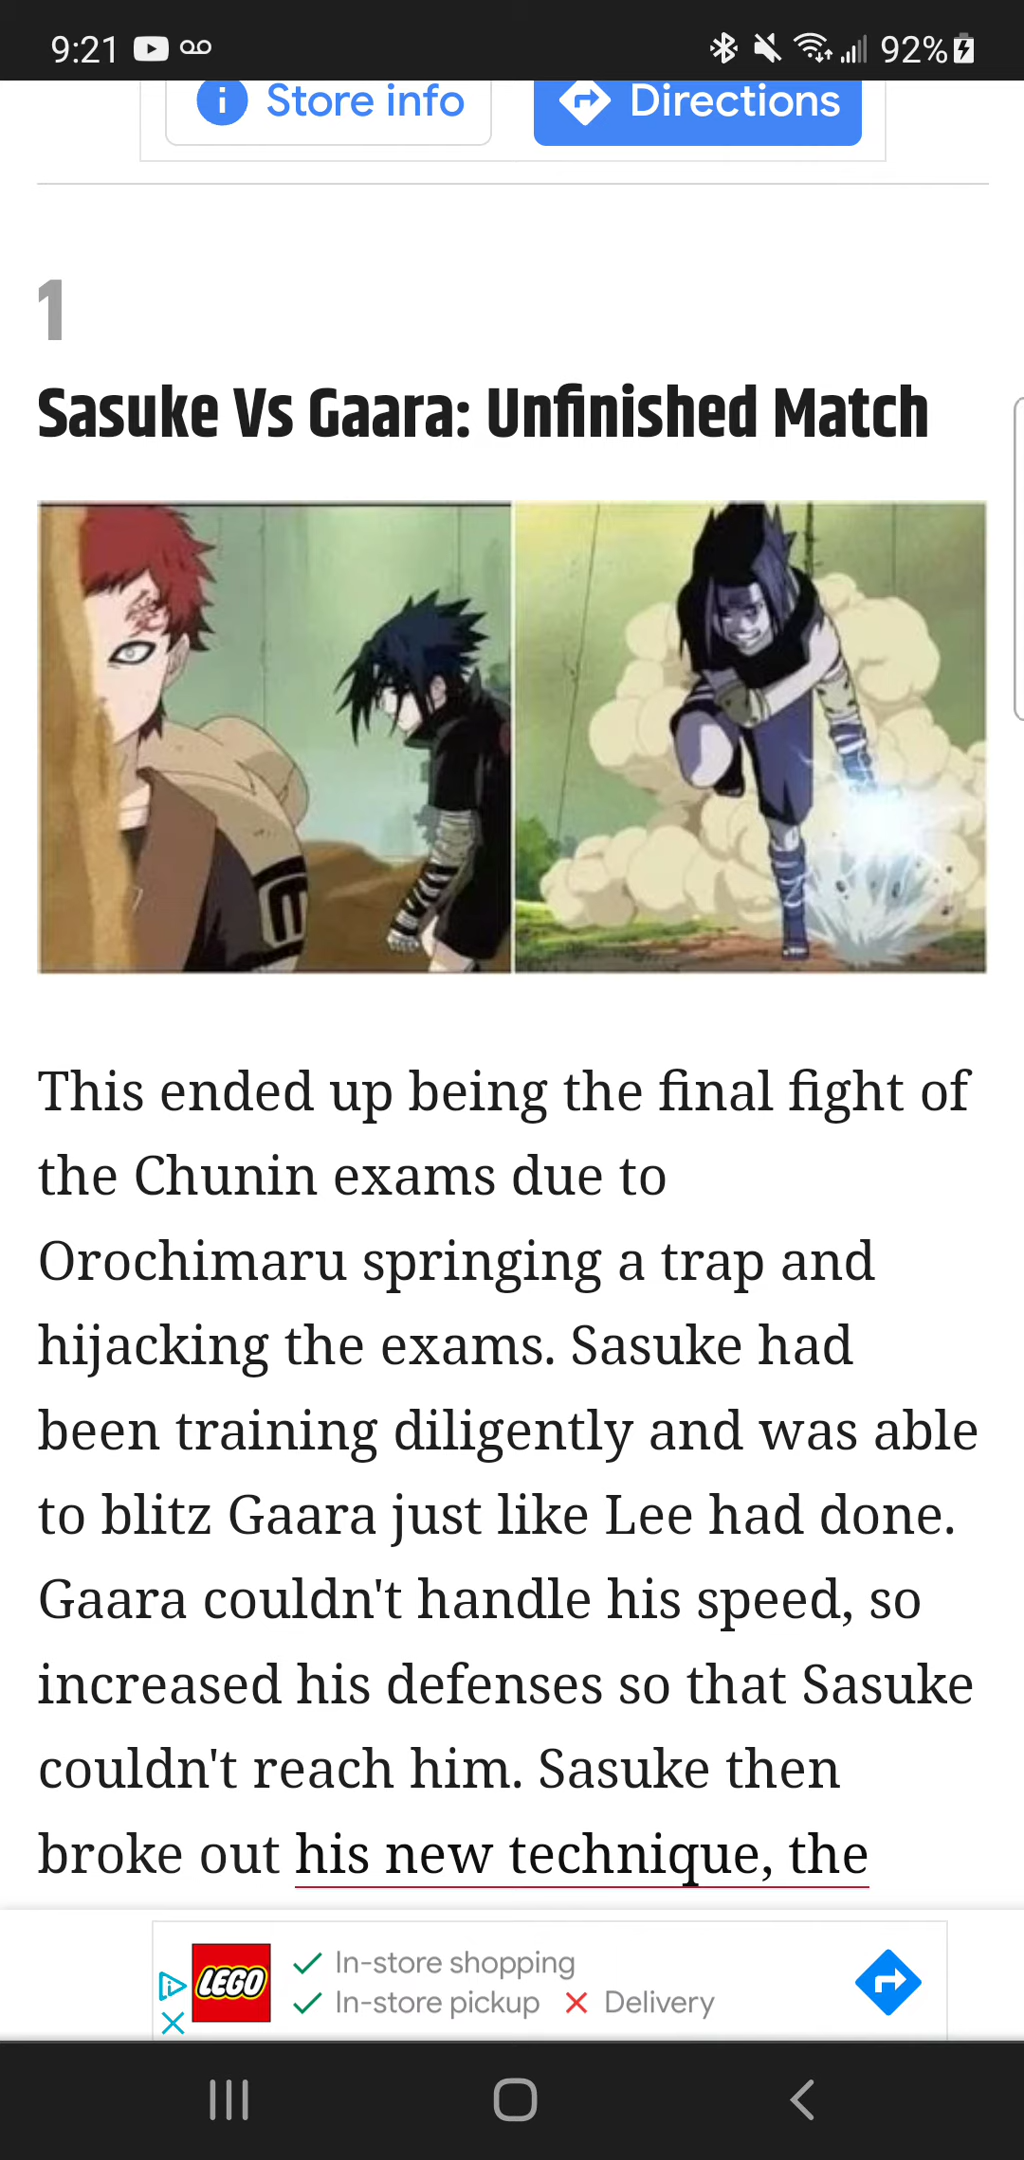 9:21
92%
Store info
Directions
1
Sasuke Vs Gaara: Unfinished Match
This ended up being the final fight of
the Chunin exams due to
Orochimaru springing a trap and
hijacking the exams. Sasuke had
been training diligently and was able
to blitz Gaara just like Lee had done.
Gaara couldn't handle his speed, so
increased his defenses so that Sasuke
couldn't reach him. Sasuke then
broke out his new technique, the
LEGO
In-store shopping
In-store pickup
Delivery